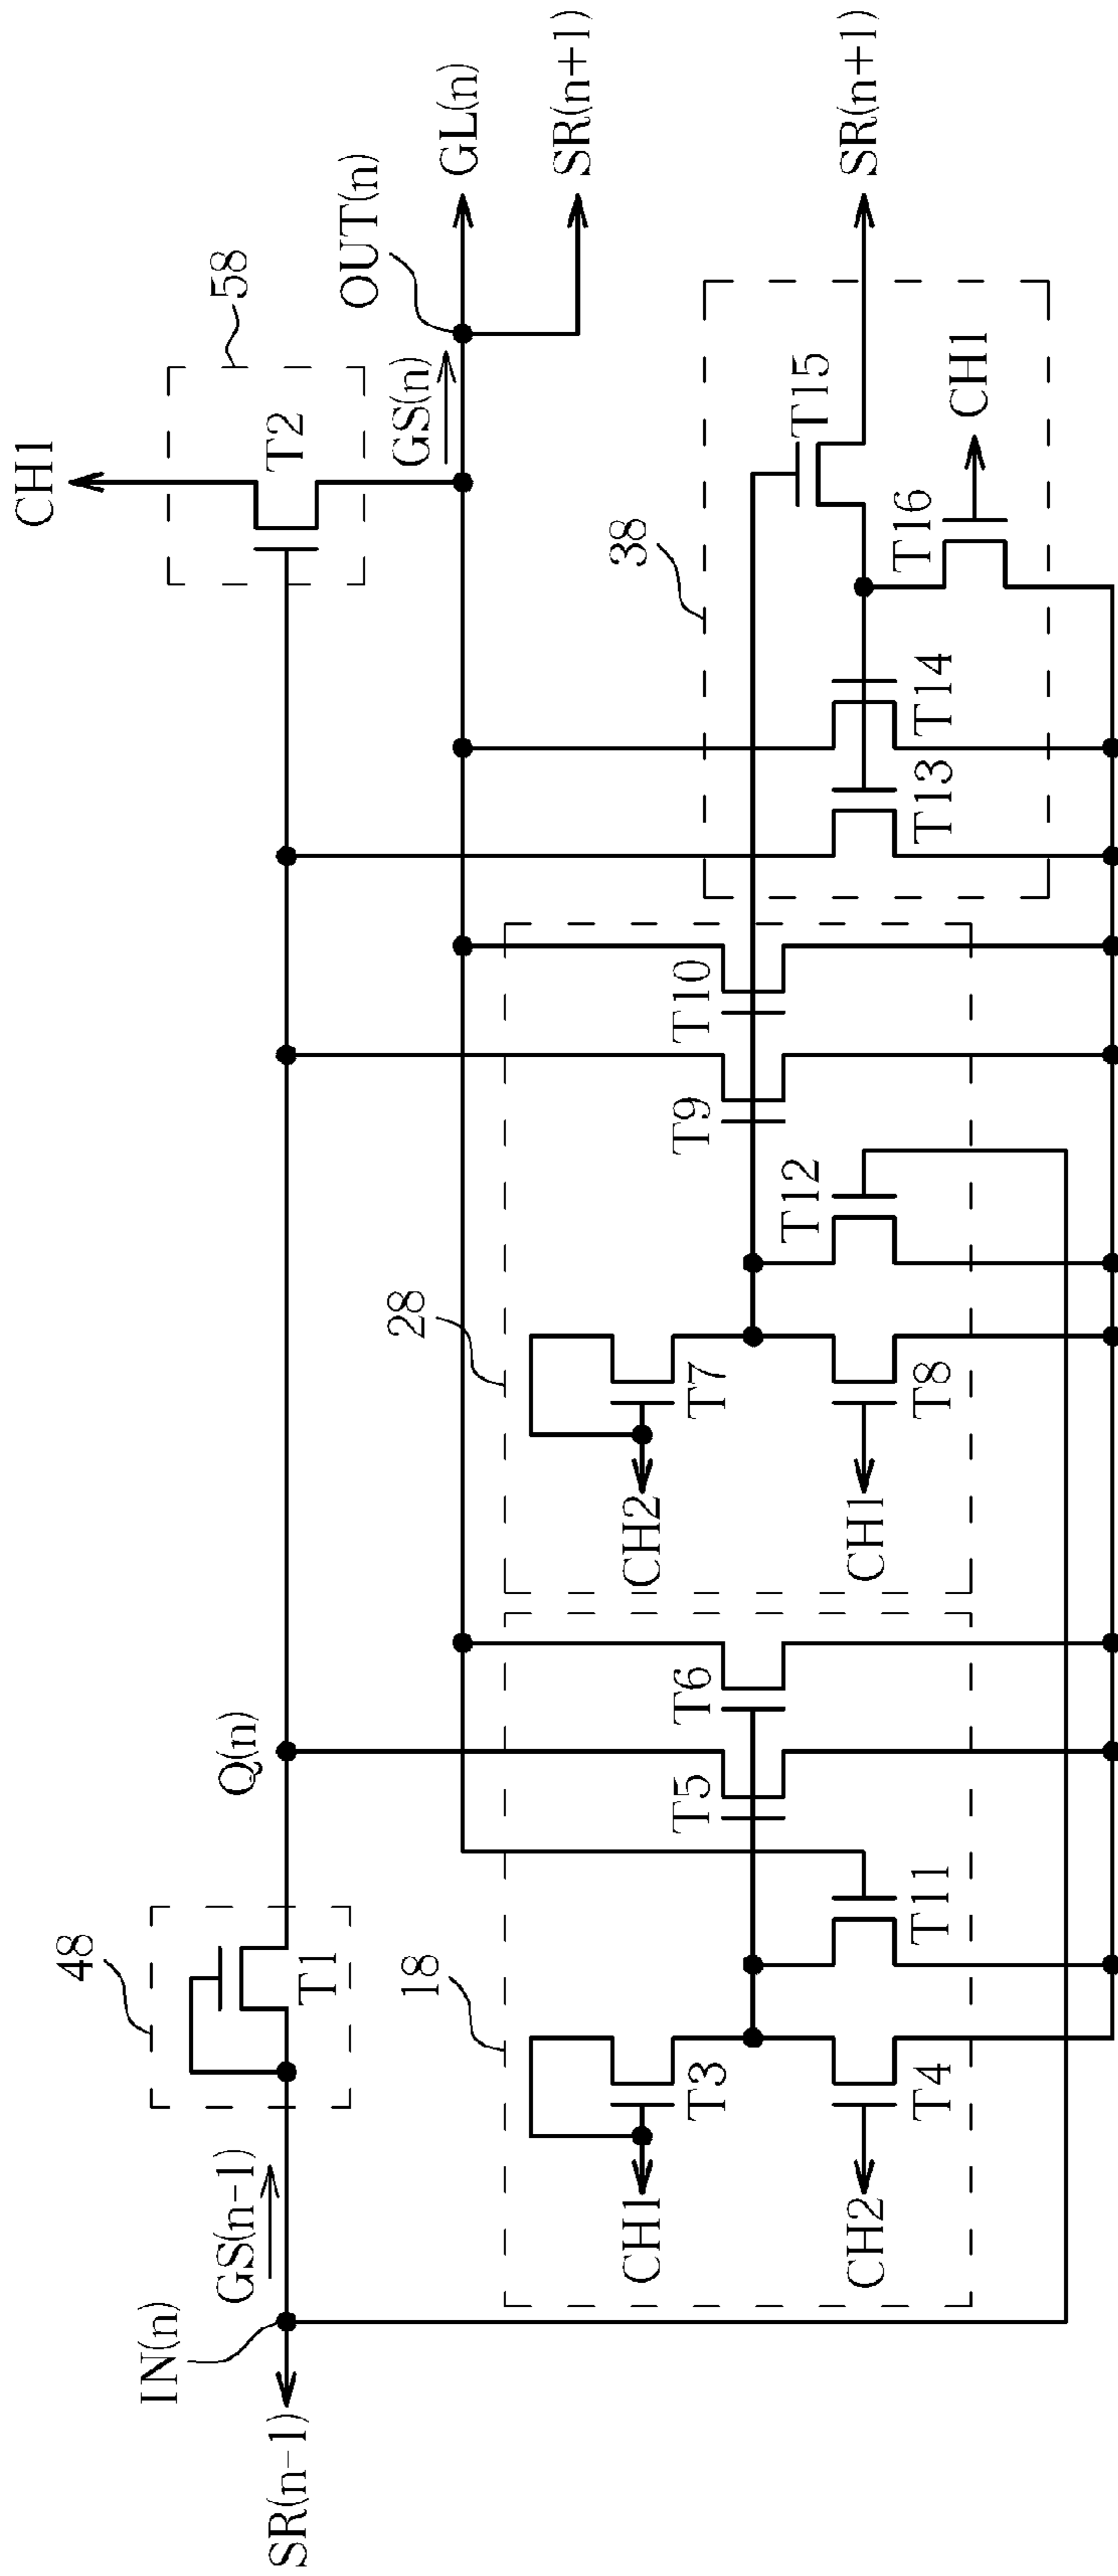 CH1
58
T2
OUT(n)
GL(n)
GS(n)
SR(n+1)
Q(n)
48
T1
GS(n-1)
IN(n)
SR(n-1)
18
CH1
T3
CH2
T4
T11
T5
T6
28
CH2
T7
CH1
T8
T12
T9
T10
38
T13
T14
T15
T16
CH1
SR(n+1)